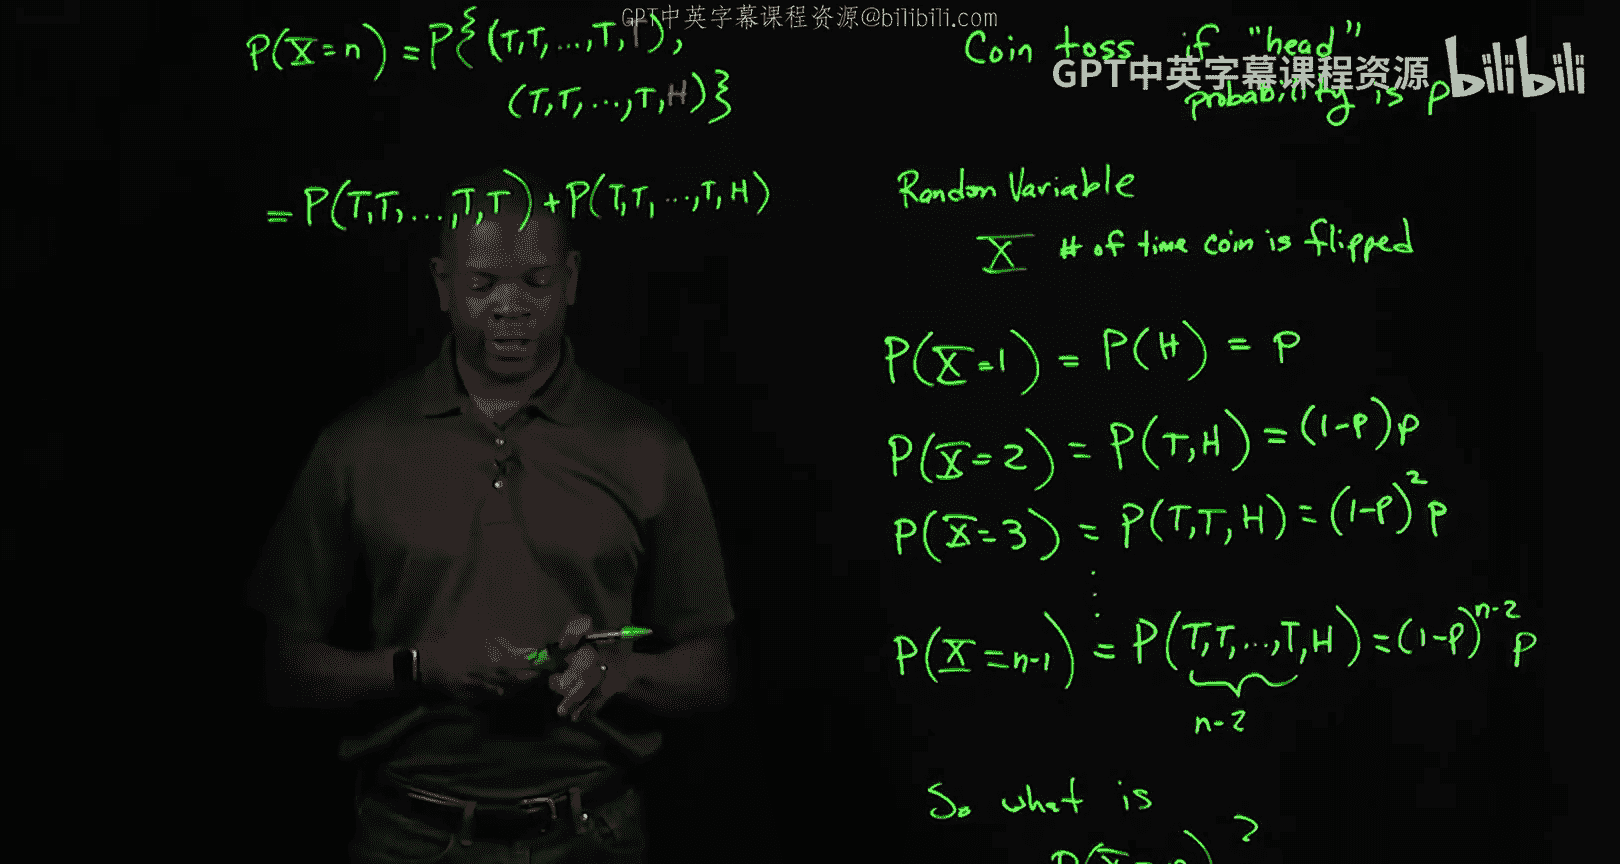 GPT中英字幕课程资源@bilibili.com
P(X=n) = P{(T,T,...,T,T),
(T,T,...,T,H)}
= P(T,T,...,T,T) + P(T,T,...,T,H)
Coin toss if "head"
GPT中英字幕课程资源 bilibili
probability is p
Random Variable
X # of time coin is flipped
P(X=1) = P(H) = p
P(X=2) = P(T,H) = (1-p)p
P(X=3) = P(T,T,H) = (1-p)²p
⋮
P(X=n-1) = P(T,T,...,T,H) = (1-p)ⁿ⁻²p
n-2
So what is
P(X=n)?